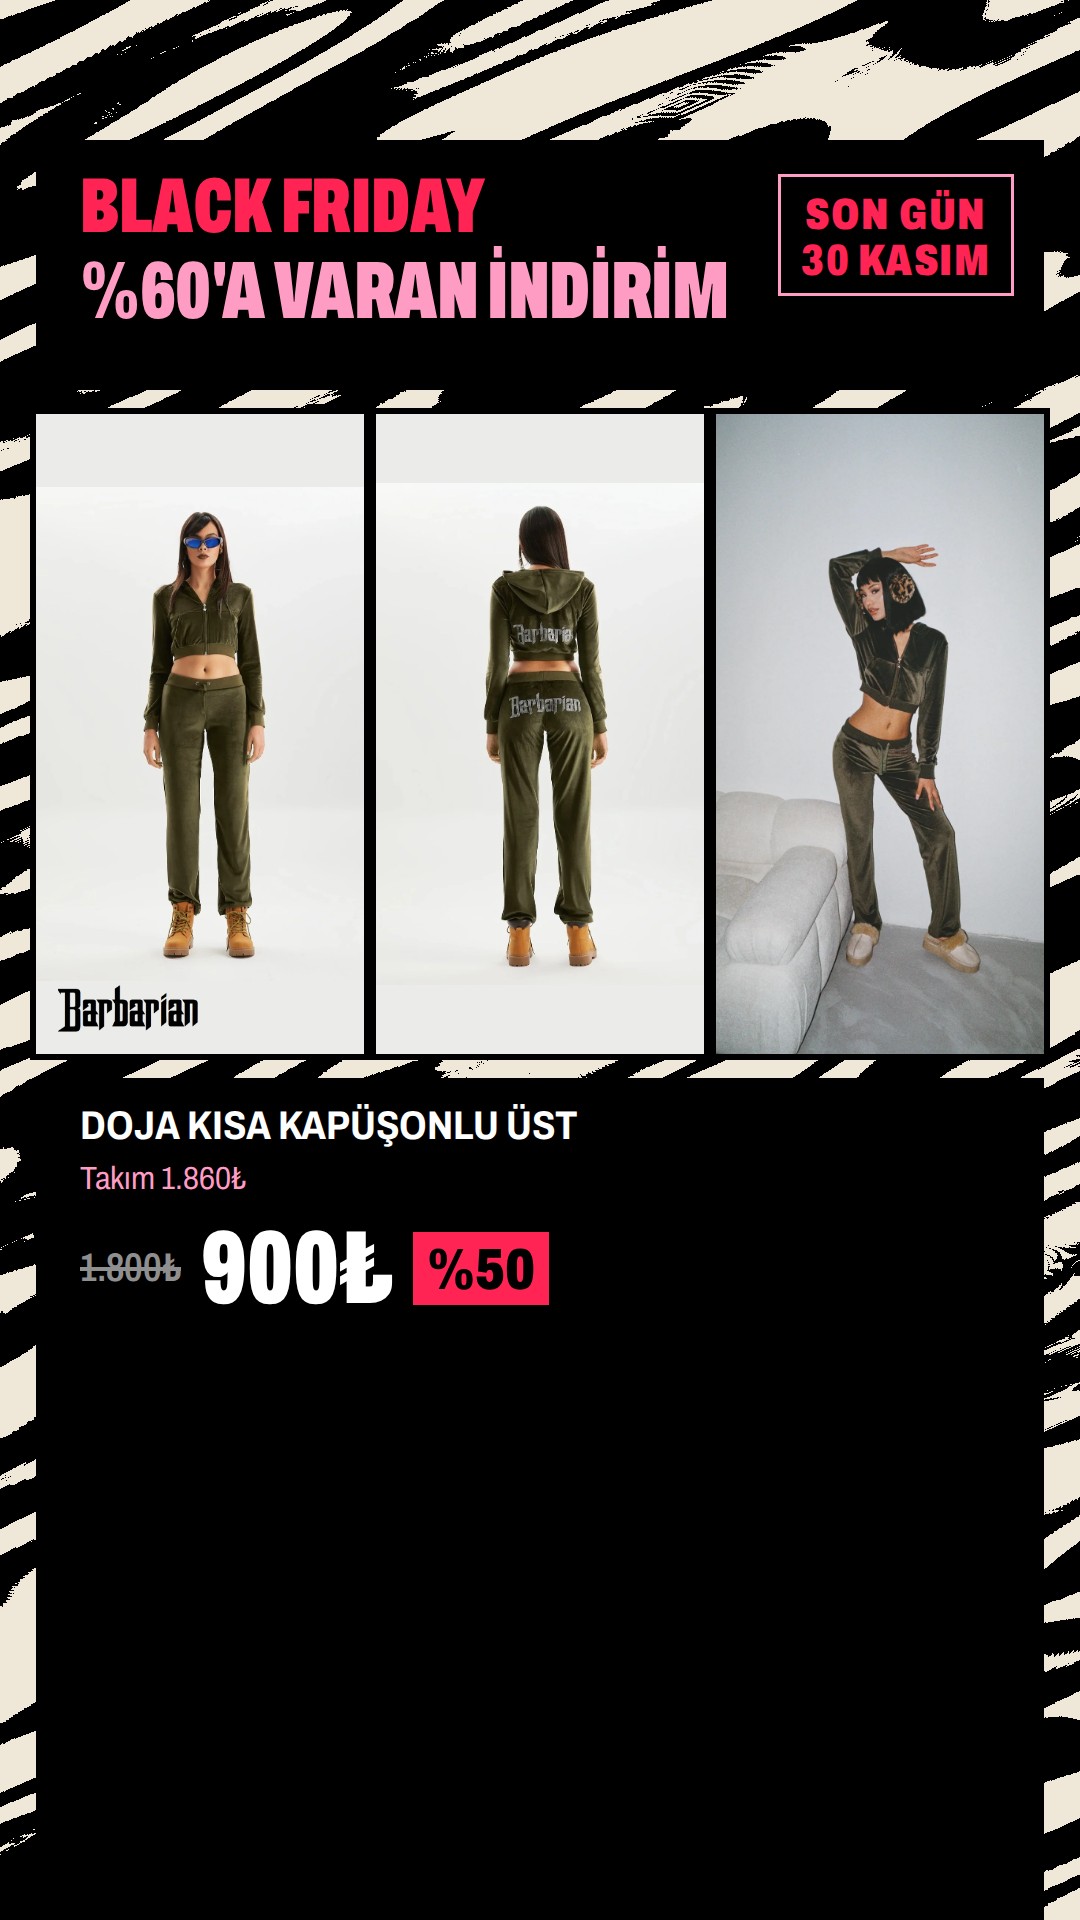 BLACK FRIDAY
%60'A VARAN İNDİRİM
SON GÜN
30 KASIM
Barbarian
Barbarian
Barbarian
DOJA KISA KAPÜŞONLU ÜST
Takım 1.860₺
1.800₺ 900₺ %50